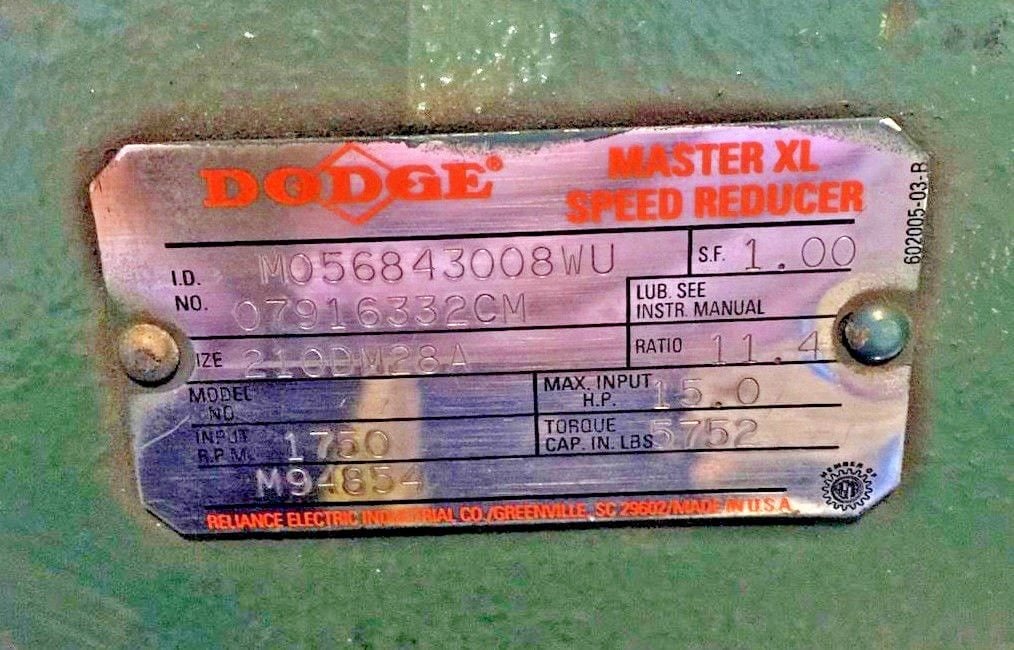 DODGE®
MASTER XL
SPEED REDUCER
602005-03-R
I.D. NO. M056843008WU
07916332CM
S.F. 1.00
LUB. SEE
INSTR. MANUAL
SIZE 210DM28A
RATIO 11.4
MODEL NO.
MAX. INPUT H.P. 15.0
INPUT R.P.M. 1750
TORQUE CAP. IN. LBS 5752
M94854
MEMBER OF
RELIANCE ELECTRIC INDUSTRIAL CO./GREENVILLE, SC 29602/MADE IN U.S.A.